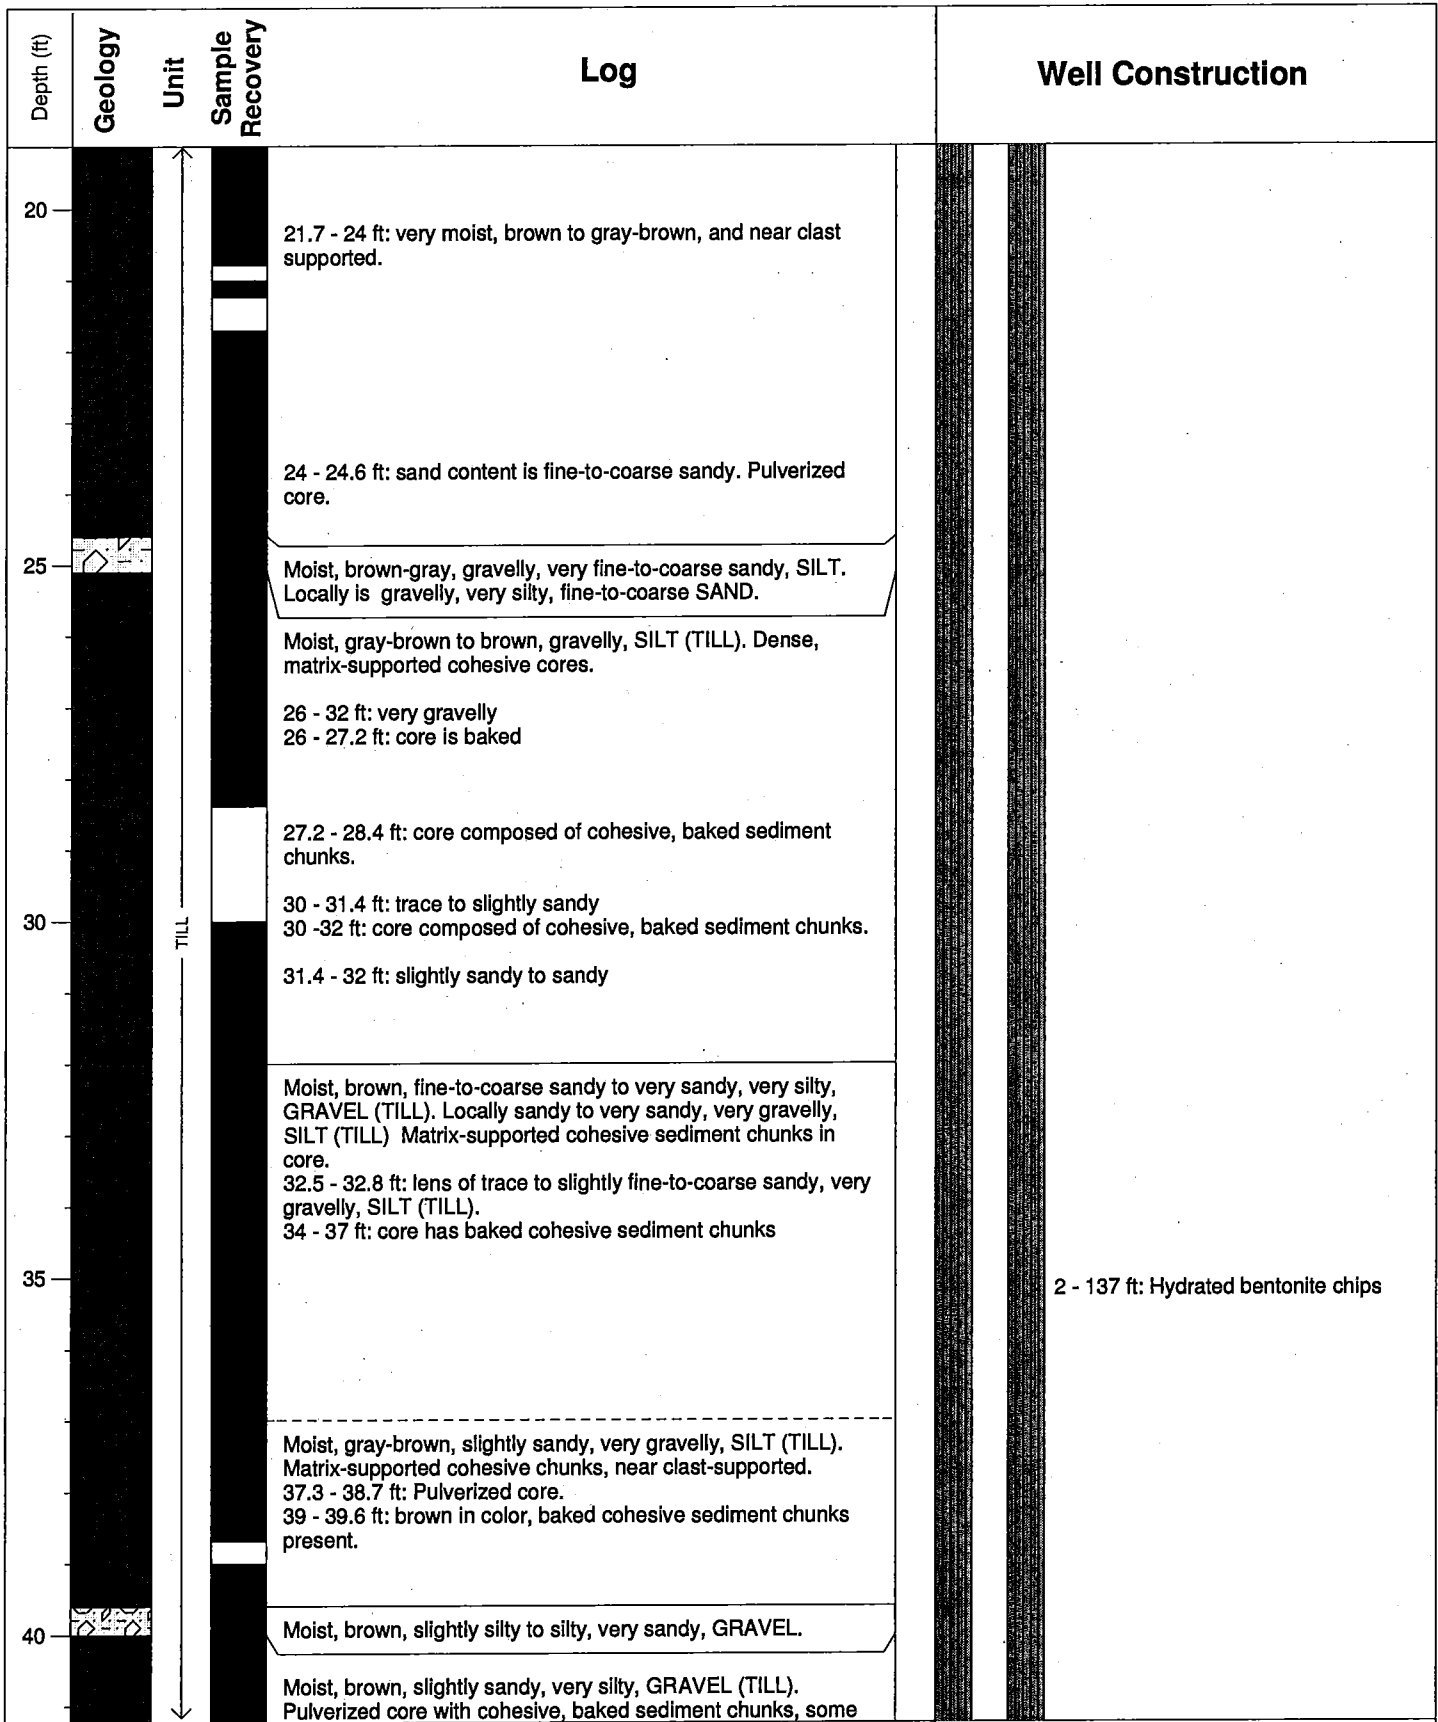 Depth (ft)
Geology
Unit
Sample
Recovery
Log
Well Construction
20
21.7 - 24 ft: very moist, brown to gray-brown, and near clast
supported.
24 - 24.6 ft: sand content is fine-to-coarse sandy. Pulverized
core.
25
Moist, brown-gray, gravelly, very fine-to-coarse sandy, SILT.
Locally is gravelly, very silty, fine-to-coarse SAND.
Moist, gray-brown to brown, gravelly, SILT (TILL). Dense,
matrix-supported cohesive cores.
26 - 32 ft: very gravelly
26 - 27.2 ft: core is baked
27.2 - 28.4 ft: core composed of cohesive, baked sediment
chunks.
30 - 31.4 ft: trace to slightly sandy
30
TILL
30 -32 ft: core composed of cohesive, baked sediment chunks.
31.4 - 32 ft: slightly sandy to sandy
Moist, brown, fine-to-coarse sandy to very sandy, very silty,
GRAVEL (TILL). Locally sandy to very sandy, very gravelly,
SILT (TILL) Matrix-supported cohesive sediment chunks in
core.
32.5 - 32.8 ft: lens of trace to slightly fine-to-coarse sandy, very
gravelly, SILT (TILL).
34 - 37 ft: core has baked cohesive sediment chunks
35
2 - 137 ft: Hydrated bentonite chips
Moist, gray-brown, slightly sandy, very gravelly, SILT (TILL).
Matrix-supported cohesive chunks, near clast-supported.
37.3 - 38.7 ft: Pulverized core.
39 - 39.6 ft: brown in color, baked cohesive sediment chunks
present.
40
Moist, brown, slightly silty to silty, very sandy, GRAVEL.
Moist, brown, slightly sandy, very silty, GRAVEL (TILL).
Pulverized core with cohesive, baked sediment chunks, some